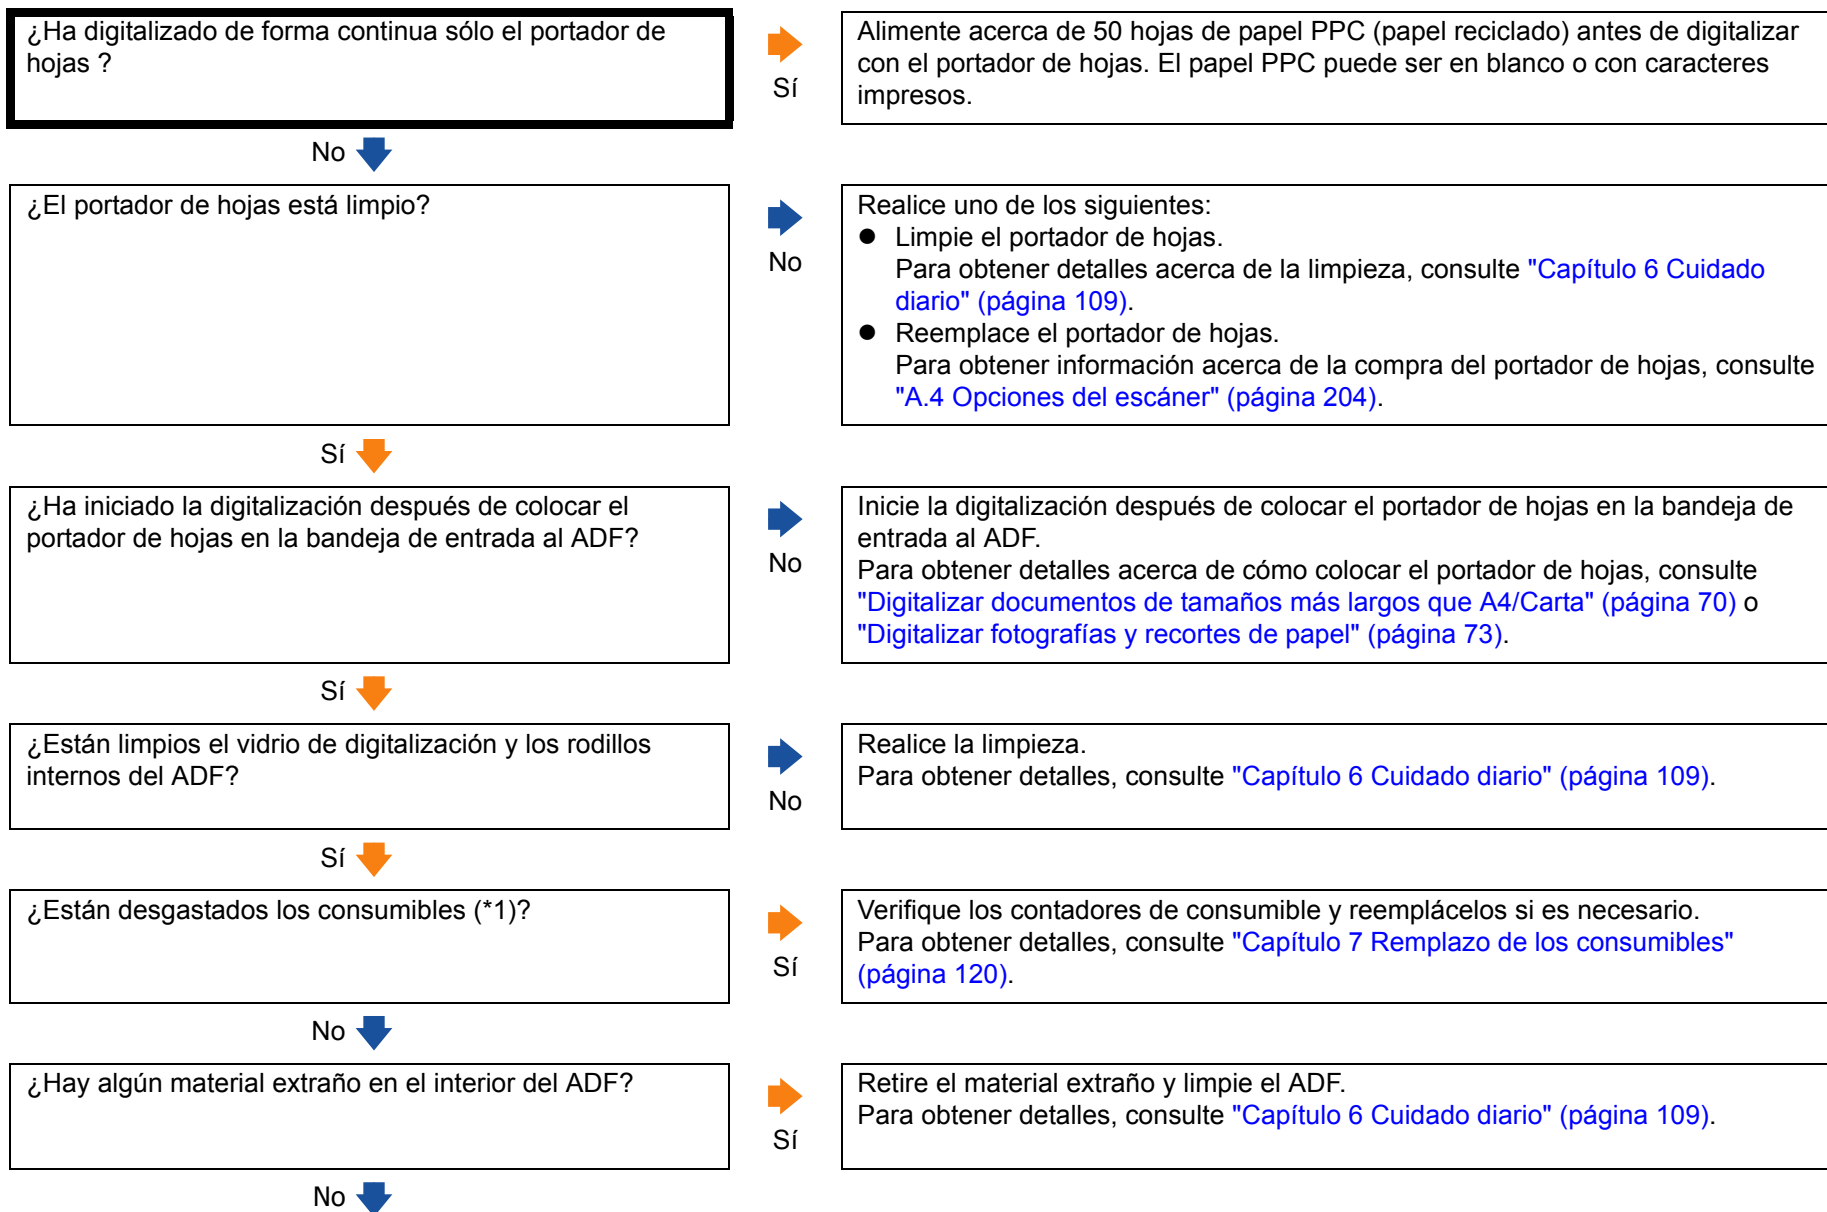 ¿Ha digitalizado de forma continua sólo el portador de
hojas ?
Sí
Alimente acerca de 50 hojas de papel PPC (papel reciclado) antes de digitalizar
con el portador de hojas. El papel PPC puede ser en blanco o con caracteres
impresos.
No
¿El portador de hojas está limpio?
No
Realice uno de los siguientes:
● Limpie el portador de hojas.
Para obtener detalles acerca de la limpieza, consulte "Capítulo 6 Cuidado
diario" (página 109).
● Reemplace el portador de hojas.
Para obtener información acerca de la compra del portador de hojas, consulte
"A.4 Opciones del escáner" (página 204).
Sí
¿Ha iniciado la digitalización después de colocar el
portador de hojas en la bandeja de entrada al ADF?
No
Inicie la digitalización después de colocar el portador de hojas en la bandeja de
entrada al ADF.
Para obtener detalles acerca de cómo colocar el portador de hojas, consulte
"Digitalizar documentos de tamaños más largos que A4/Carta" (página 70) o
"Digitalizar fotografías y recortes de papel" (página 73).
Sí
¿Están limpios el vidrio de digitalización y los rodillos
internos del ADF?
No
Realice la limpieza.
Para obtener detalles, consulte "Capítulo 6 Cuidado diario" (página 109).
Sí
¿Están desgastados los consumibles (*1)?
Sí
Verifique los contadores de consumible y reemplácelos si es necesario.
Para obtener detalles, consulte "Capítulo 7 Remplazo de los consumibles"
(página 120).
No
¿Hay algún material extraño en el interior del ADF?
Sí
Retire el material extraño y limpie el ADF.
Para obtener detalles, consulte "Capítulo 6 Cuidado diario" (página 109).
No